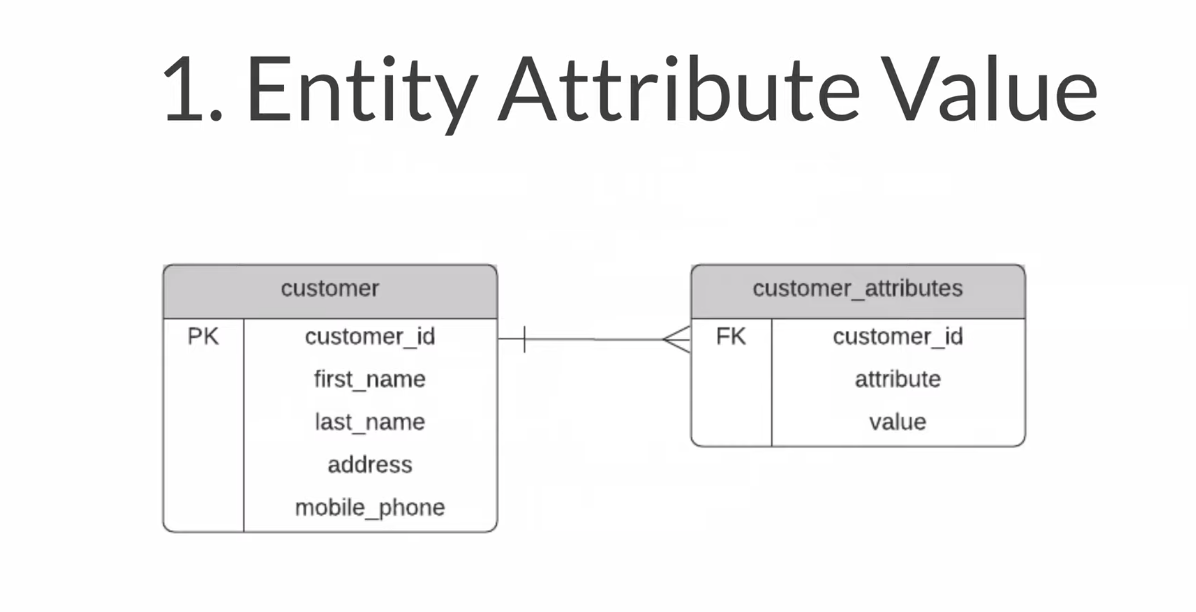 1. Entity Attribute Value
customer
PK customer_id
first_name
last_name
address
mobile_phone
customer_attributes
FK customer_id
attribute
value